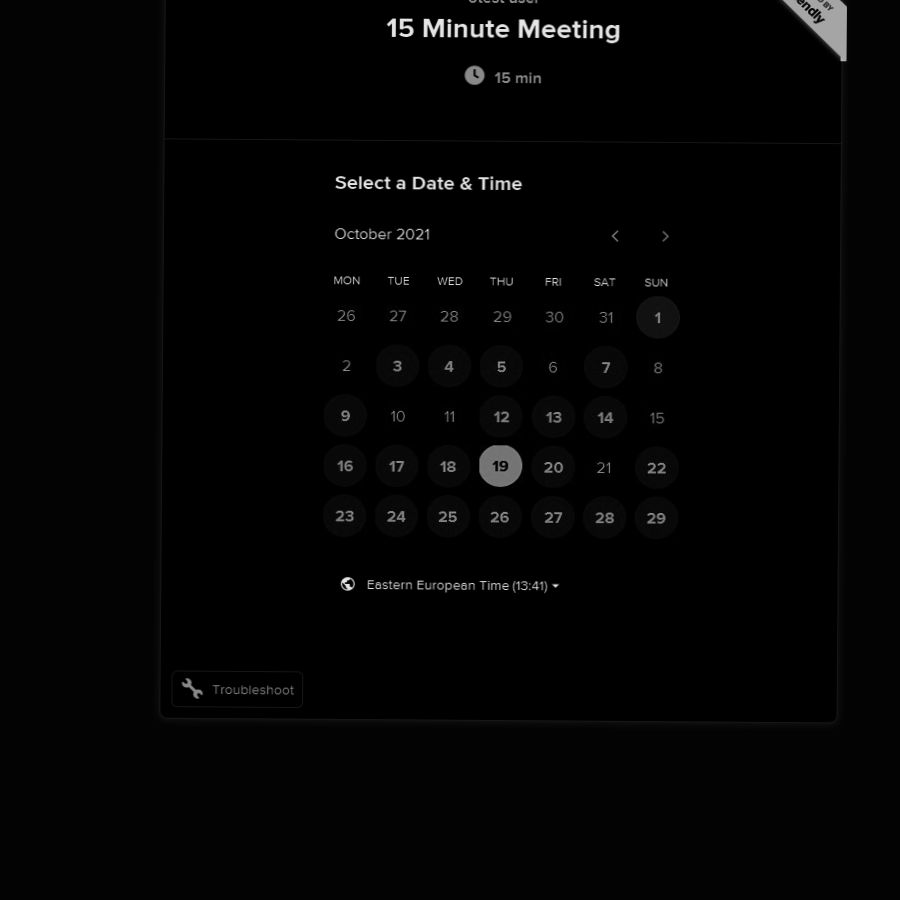 15 Minute Meeting
15 min
Select a Date & Time
October 2021
MON TUE WED THU FRI SAT SUN
26 27 28 29 30 31 1
2 3 4 5 6 7 8
9 10 11 12 13 14 15
16 17 18 19 20 21 22
23 24 25 26 27 28 29
Eastern European Time (13:41)
Troubleshoot